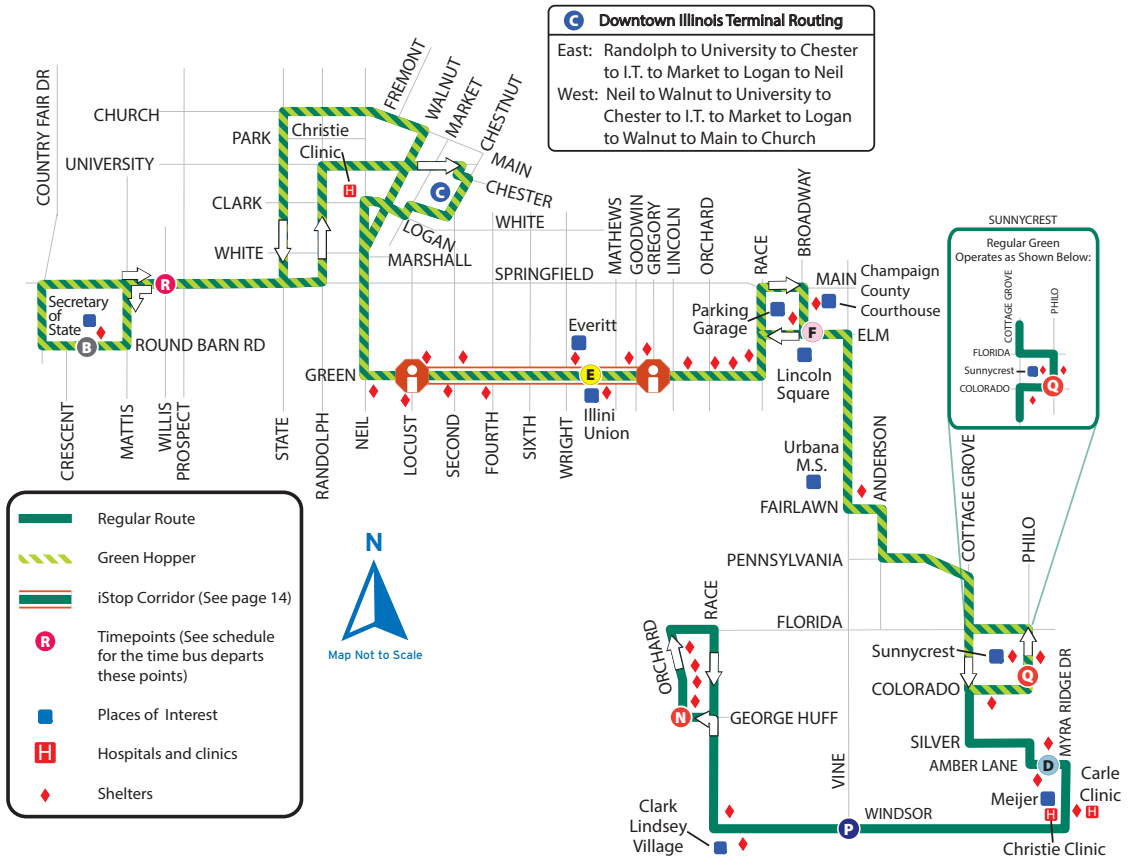 C Downtown Illinois Terminal Routing
East: Randolph to University to Chester
to I.T. to Market to Logan to Neil
West: Neil to Walnut to University to
Chester to I.T. to Market to Logan
to Walnut to Main to Church
COUNTRY FAIR DR
CHURCH
PARK
UNIVERSITY
CLARK
WHITE
Christie
Clinic
H
FREMONT
WALNUT
MARKET
CHESTNUT
MAIN
CHESTER
C
LOGAN
MARSHALL
WHITE
SPRINGFIELD
MATHEWS
GOODWIN
GREGORY
LINCOLN
ORCHARD
RACE
BROADWAY
MAIN
Champaign
County
Courthouse
Parking
Garage
F
ELM
Lincoln
Square
SUNNYCREST
Regular Green
Operates as Shown Below:
COTTAGE GROVE
PHILO
FLORIDA
Sunnycrest
COLORADO
Q
Secretary
of
State
B
R
ROUND BARN RD
CRESCENT
MATTIS
WILLIS
PROSPECT
STATE
RANDOLPH
NEIL
GREEN
LOCUST
SECOND
FOURTH
SIXTH
WRIGHT
Everitt
E
Illini
Union
Urbana
M.S.
ANDERSON
FAIRLAWN
PENNSYLVANIA
COTTAGE GROVE
PHILO
FLORIDA
Sunnycrest
Q
COLORADO
MYRA RIDGE DR
SILVER
AMBER LANE
D
Meijer
H
Carle
Clinic
H
Christie Clinic
WINDSOR
P
VINE
RACE
ORCHARD
N
GEORGE HUFF
Clark
Lindsey
Village
Regular Route
Green Hopper
iStop Corridor (See page 14)
R Timepoints (See schedule
for the time bus departs
these points)
Places of Interest
H Hospitals and clinics
Shelters
N
Map Not to Scale